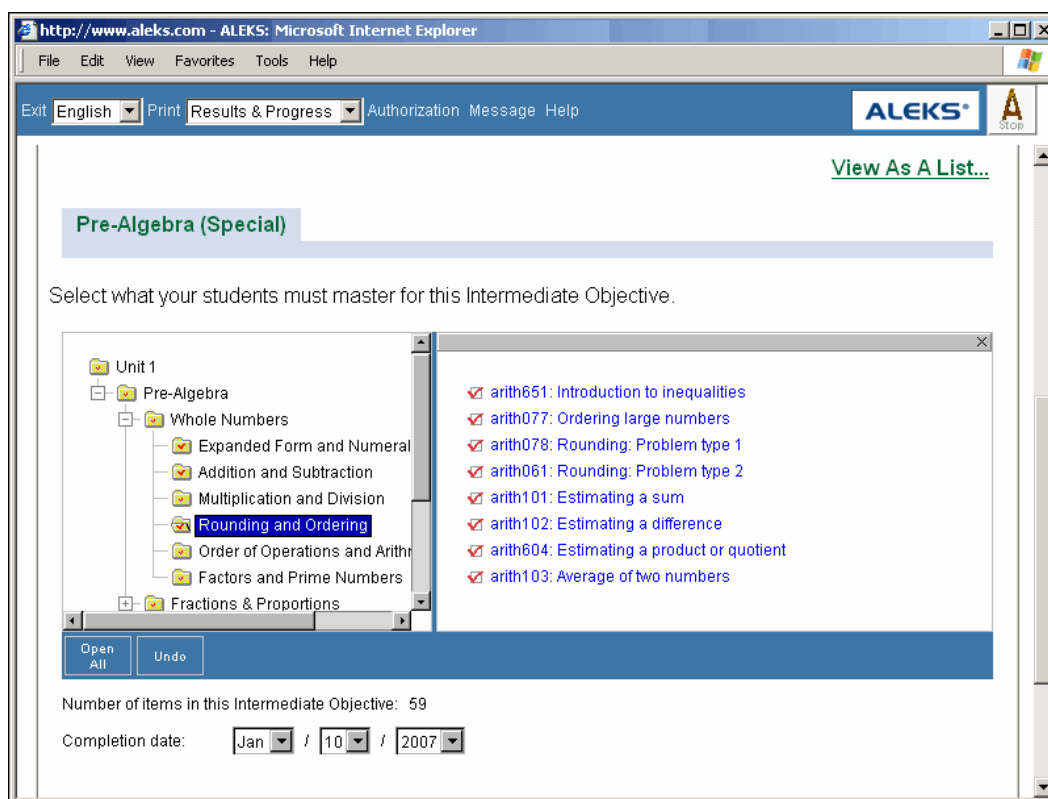 http://www.aleks.com - ALEKS: Microsoft Internet Explorer
File Edit View Favorites Tools Help
Exit English Print Results & Progress Authorization Message Help ALEKS® Stop
View As A List...
Pre-Algebra (Special)
Select what your students must master for this Intermediate Objective.
Unit 1
Pre-Algebra
Whole Numbers
Expanded Form and Numeral
Addition and Subtraction
Multiplication and Division
Rounding and Ordering
Order of Operations and Arithm
Factors and Prime Numbers
Fractions & Proportions
arith651: Introduction to inequalities
arith077: Ordering large numbers
arith078: Rounding: Problem type 1
arith061: Rounding: Problem type 2
arith101: Estimating a sum
arith102: Estimating a difference
arith604: Estimating a product or quotient
arith103: Average of two numbers
Open
All
Undo
Number of items in this Intermediate Objective: 59
Completion date: Jan / 10 / 2007